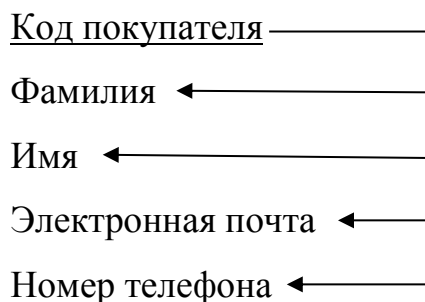 Код покупателя
Фамилия
Имя
Электронная почта
Номер телефона